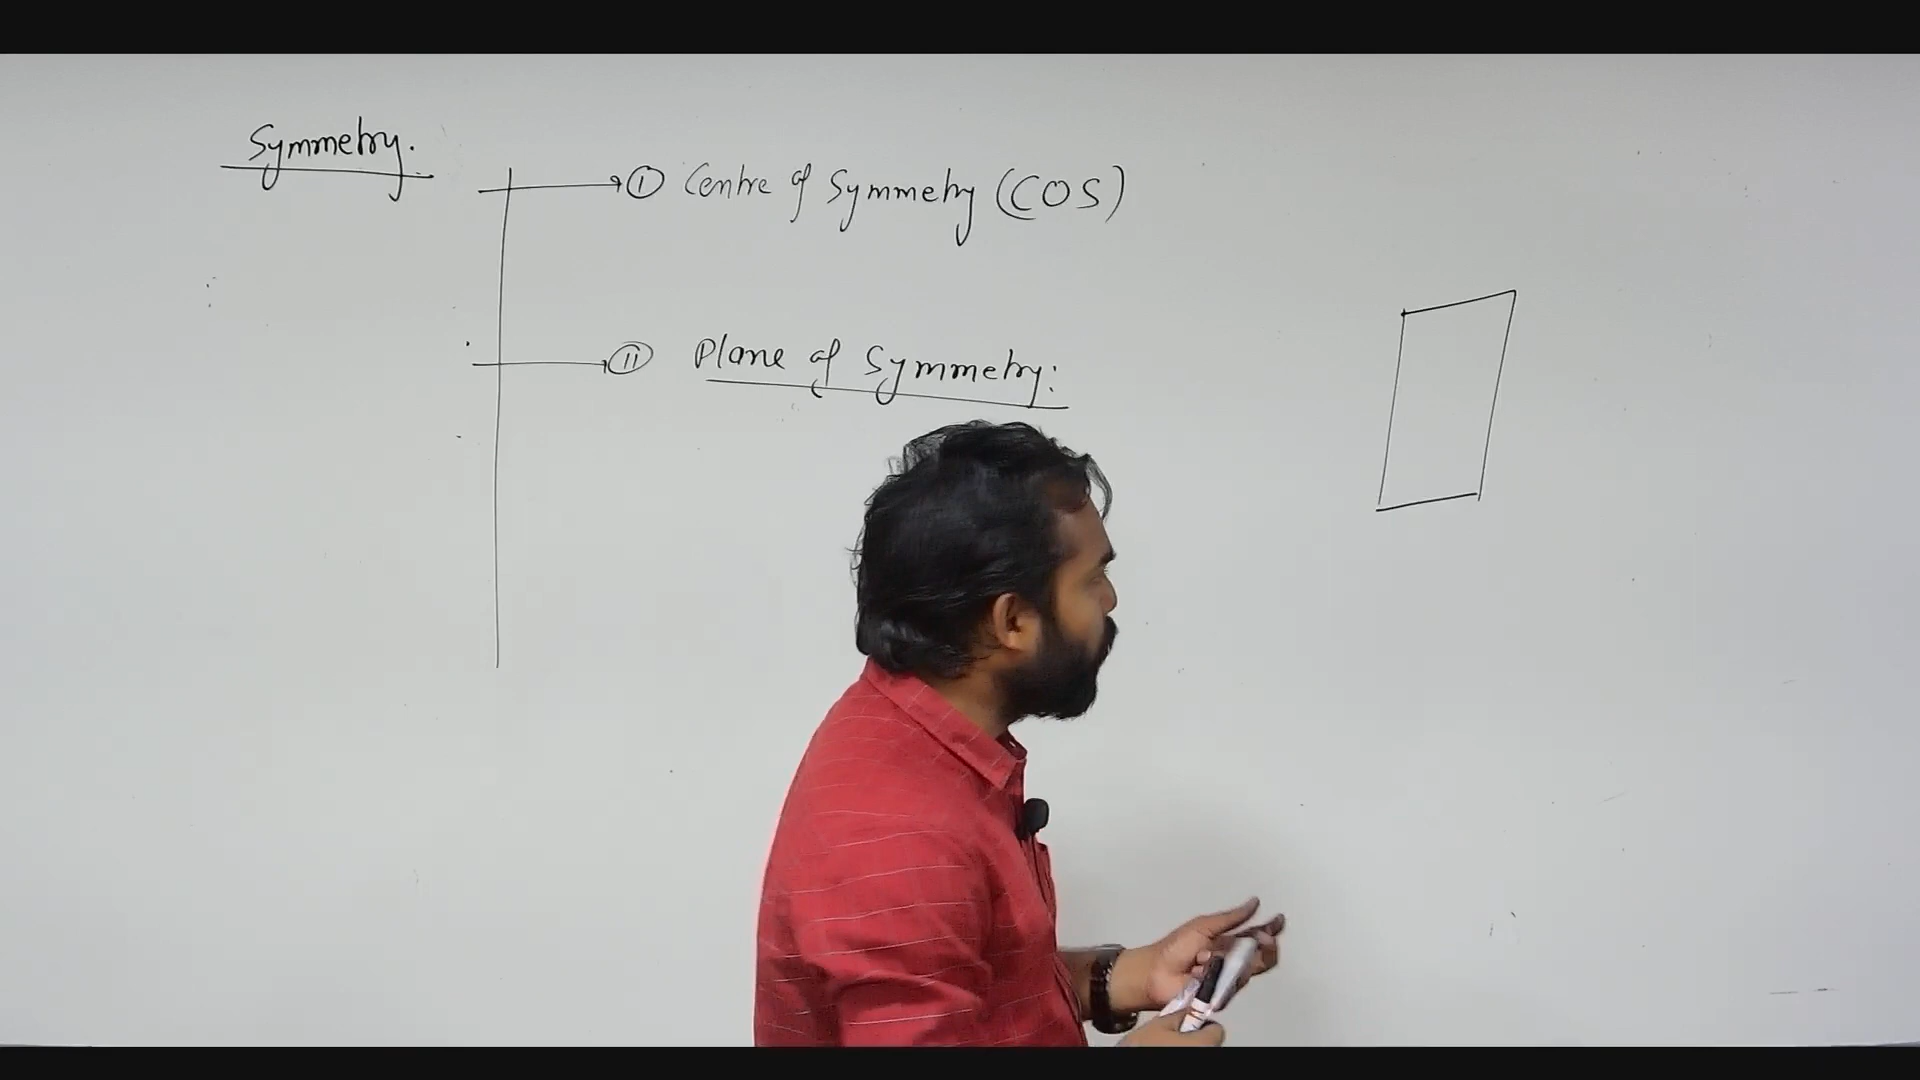 Symmetry.
① Centre of Symmetry (COS)
⑪ Plane of Symmetry: